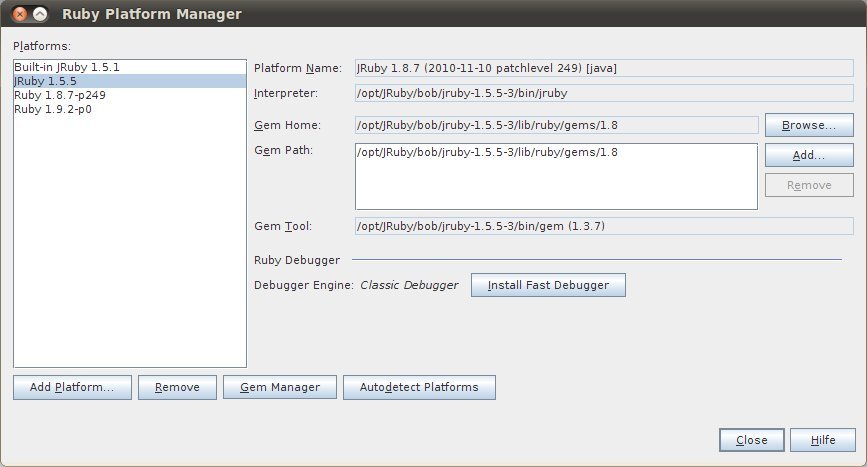 Ruby Platform Manager
Platforms:
Built-in JRuby 1.5.1
JRuby 1.5.5
Ruby 1.8.7-p249
Ruby 1.9.2-p0
Platform Name: JRuby 1.8.7 (2010-11-10 patchlevel 249) [java]
Interpreter: /opt/JRuby/bob/jruby-1.5.5-3/bin/jruby
Gem Home: /opt/JRuby/bob/jruby-1.5.5-3/lib/ruby/gems/1.8 Browse...
Gem Path: /opt/JRuby/bob/jruby-1.5.5-3/lib/ruby/gems/1.8 Add...
Remove
Gem Tool: /opt/JRuby/bob/jruby-1.5.5-3/bin/gem (1.3.7)
Ruby Debugger
Debugger Engine: Classic Debugger Install Fast Debugger
Add Platform... Remove Gem Manager Autodetect Platforms
Close Hilfe